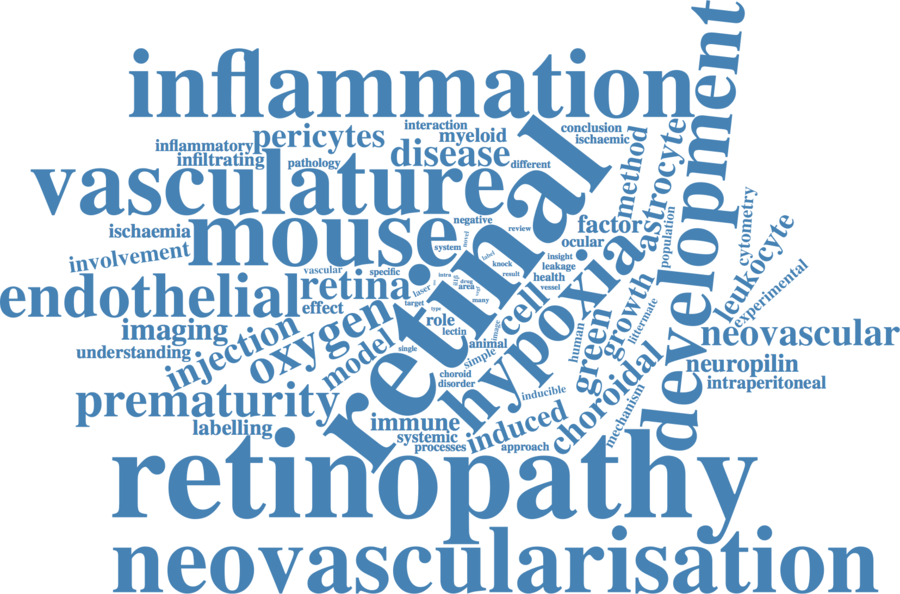 inflammation
development
interaction
conclusion
myeloid
ischaemic
pericytes
inflammatory
infiltrating
pathology
disease
different
method
astrocyte
vasculature
retinal
mouse
negative
review
factor
ocular
population
cytometry
leukocyte
experimental
ischaemia
involvement
system
novel
label
knock
result
insight
leakage
health
vessel
vascular
specific
intra
drug
area
many
endothelial
retina
laser
target
type
effect
imaging
oxygen
role
lectin
cell
image
animal
simple
hypoxia
human
green
growth
littermate
neovascular
understanding
injection
model
single
choroid
disorder
neuropilin
intraperitoneal
prematurity
inducible
choroidal
mechanism
labelling
immune
systemic
processes
induced
approach
retinopathy
neovascularisation